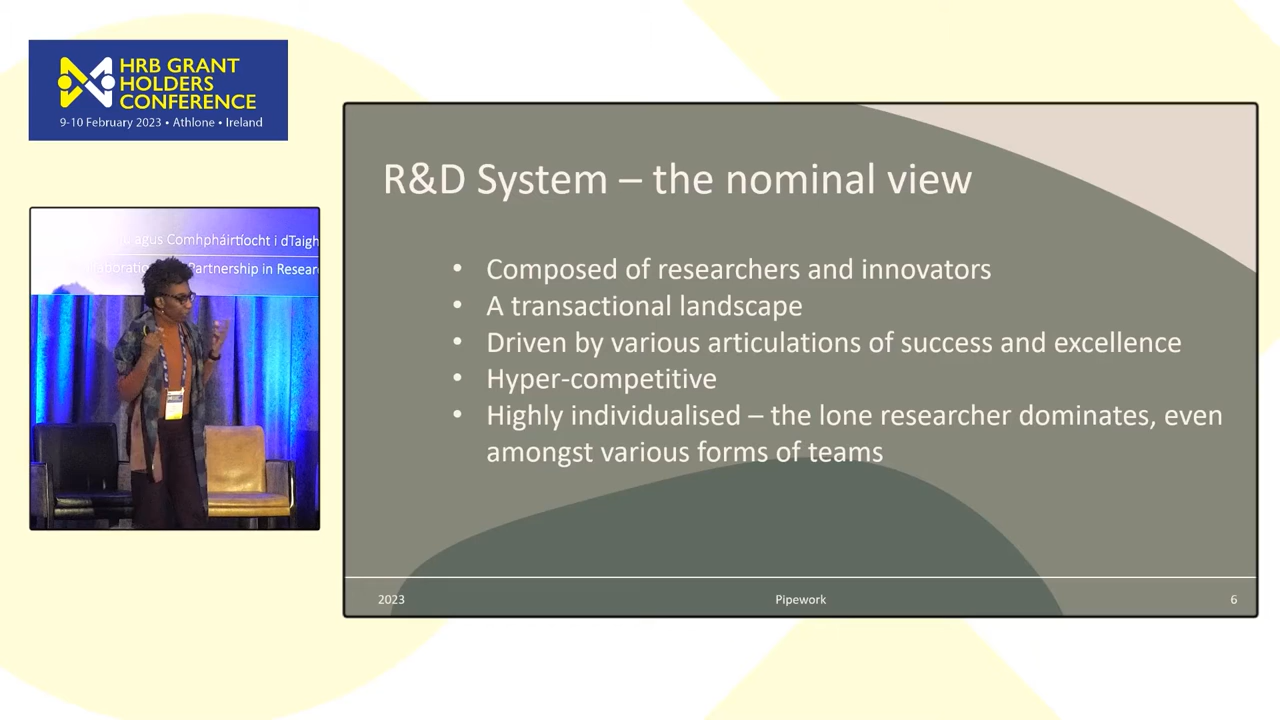 HRB GRANT
HOLDERS
CONFERENCE
9-10 February 2023 • Athlone • Ireland
agus Comhpháirtíocht i dTaigh
Partnership in Resear
R&D System – the nominal view
• Composed of researchers and innovators
• A transactional landscape
• Driven by various articulations of success and excellence
• Hyper-competitive
• Highly individualised – the lone researcher dominates, even
amongst various forms of teams
2023
Pipework
6